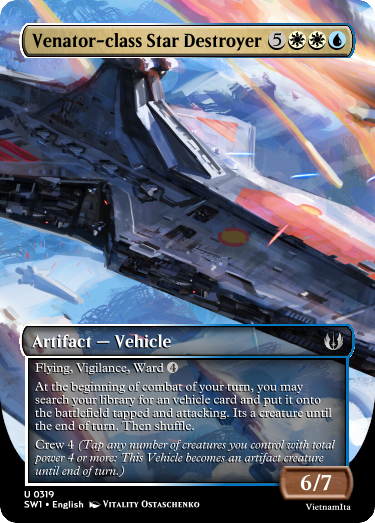 Venator-class Star Destroyer 5
Artifact — Vehicle
Flying, Vigilance, Ward 4
At the beginning of combat of your turn, you may
search your library for an vehicle card and put it onto
the battlefield tapped and attacking. Its a creature until
the end of turn. Then shuffle.
Crew 4 (Tap any number of creatures you control with total
power 4 or more: This Vehicle becomes an artifact creature
until end of turn.)
6/7
U 0319
SW1 • English VITALITY OSTASCHENKO
VietnamIta